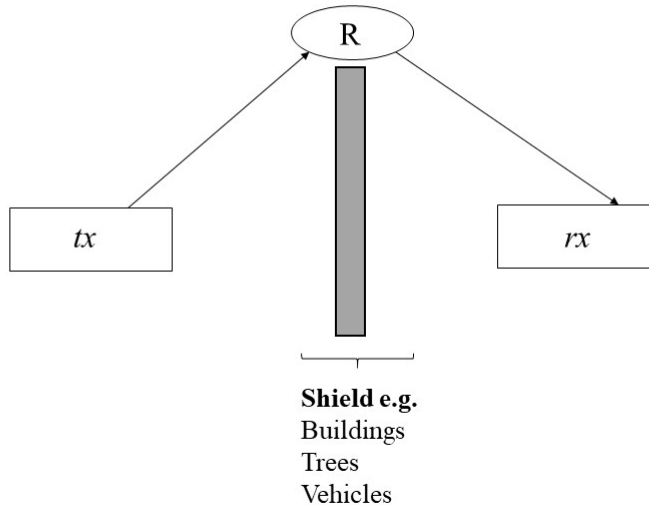 R
tx
rx
Shield e.g.
Buildings
Trees
Vehicles